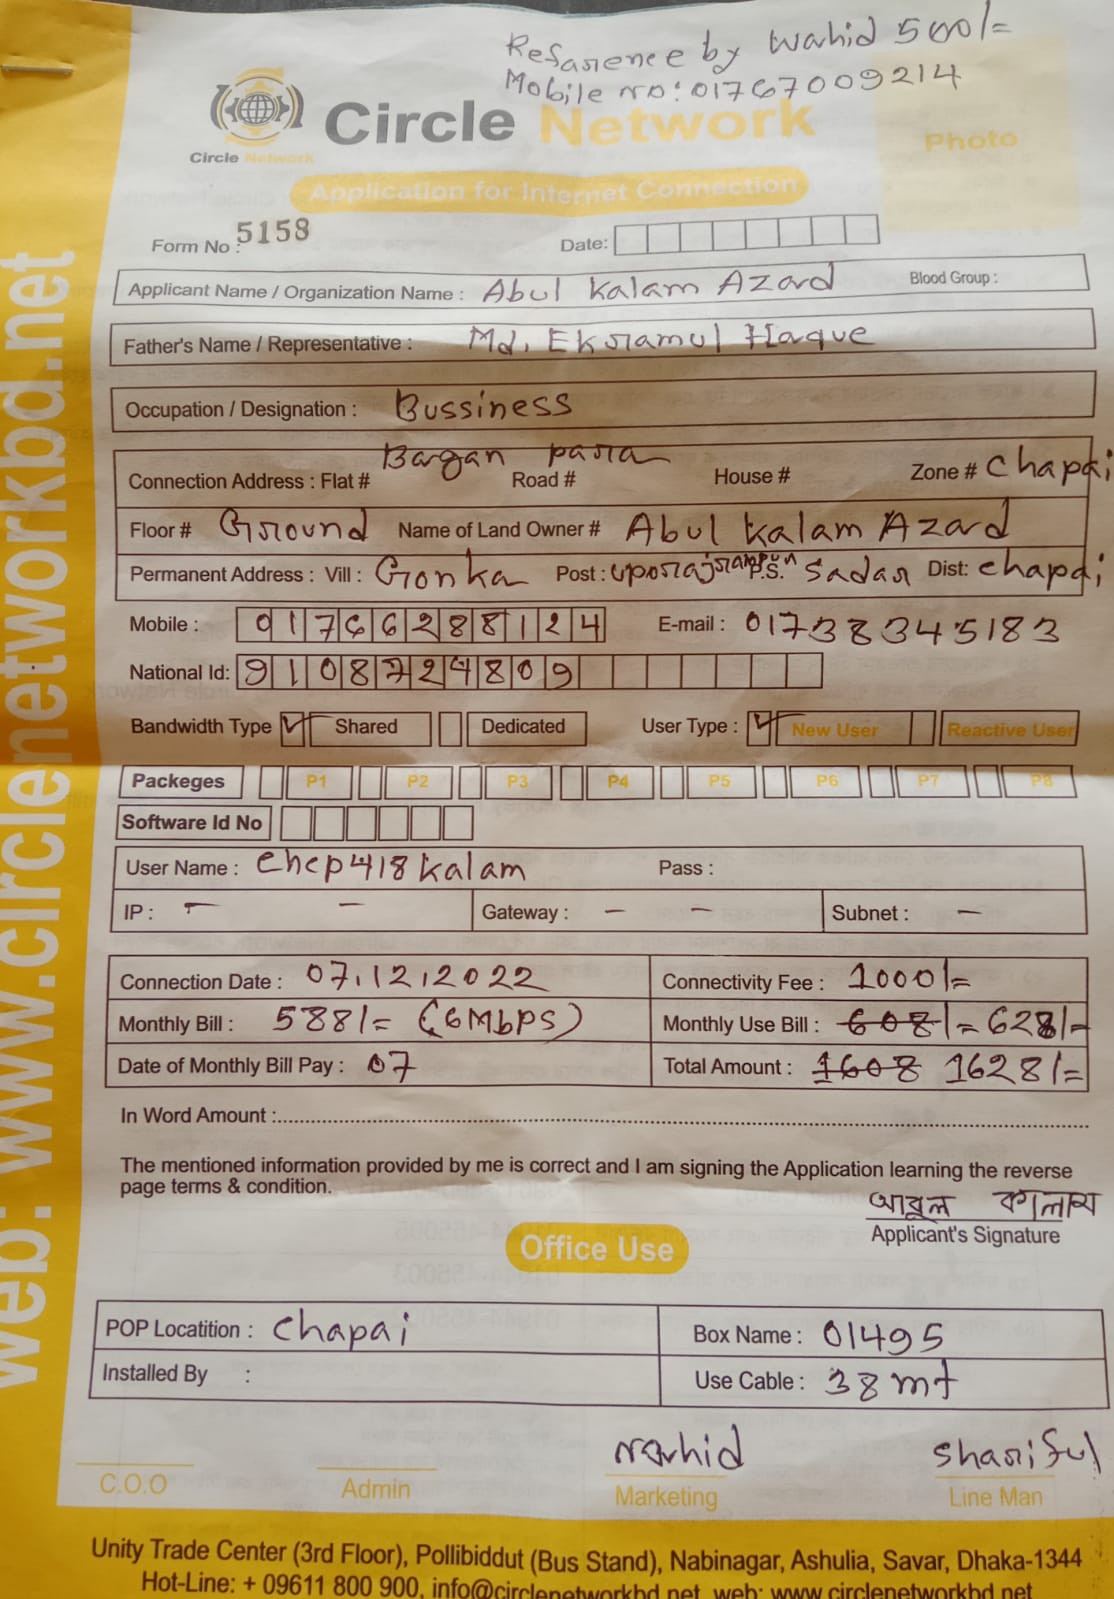 Refarence by Wahid 500/=
Mobile no: 01767009214
Circle Network
Circle Network
Photo
Application for Internet Connection
Form No : 5158 Date:
Applicant Name / Organization Name : Abul Kalam Azard Blood Group :
Father's Name / Representative : Md. Ekramul Haque
Occupation / Designation : Bussiness
Bagan para
Connection Address : Flat # Road # House # Zone # Chapai
Floor # Ground Name of Land Owner # Abul Kalam Azard
Permanent Address : Vill : Gonka Post : uporajrampun P.S. Sadar Dist: Chapai
Mobile : 01766288124 E-mail : 01738345183
National Id: 9108724809
Bandwidth Type Shared Dedicated User Type : New User Reactive User
Packeges P1 P2 P3 P4 P5 P6 P7 P8
Software Id No
User Name : chcp418kalam Pass :
IP : – – Gateway : – – Subnet : –
Connection Date : 07.12.2022 Connectivity Fee : 1000/=
Monthly Bill : 588/= (6Mbps) Monthly Use Bill : 608/= 628/=
Date of Monthly Bill Pay : 07 Total Amount : 1608 1628/=
In Word Amount :
The mentioned information provided by me is correct and I am signing the Application learning the reverse
page terms & condition.
আবুল কালাম
Applicant's Signature
Office Use
POP Locatition : Chapai Box Name : 01495
Installed By : Use Cable : 38 mt
Wahid Shariful
C.O.O Admin Marketing Line Man
Unity Trade Center (3rd Floor), Pollibiddut (Bus Stand), Nabinagar, Ashulia, Savar, Dhaka-1344
Hot-Line: + 09611 800 900, info@circlenetworkbd.net, web: www.circlenetworkbd.net
web: www.circlenetworkbd.net